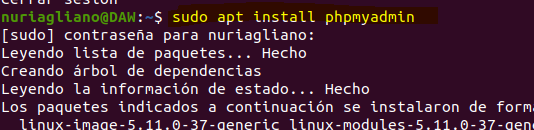 Cerrar sesión
nuriagliano@DAW:~$ sudo apt install phpmyadmin
[sudo] contraseña para nuriagliano:
Leyendo lista de paquetes... Hecho
Creando árbol de dependencias
Leyendo la información de estado... Hecho
Los paquetes indicados a continuación se instalaron de forma
linux-image-5.11.0-37-generic linux-modules-5.11.0-37-gene